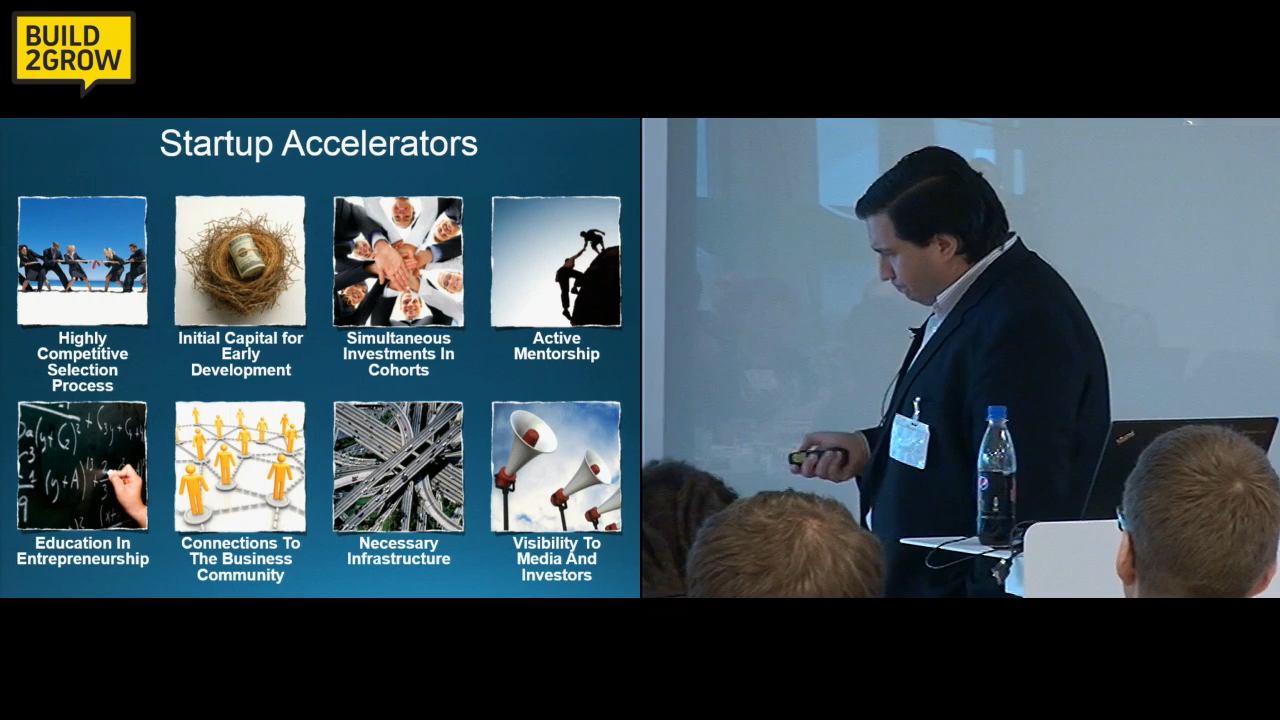 BUILD
2GROW
Startup Accelerators
Highly
Competitive
Selection
Process
Initial Capital for
Early
Development
Simultaneous
Investments In
Cohorts
Active
Mentorship
Education In
Entrepreneurship
Connections To
The Business
Community
Necessary
Infrastructure
Visibility To
Media And
Investors